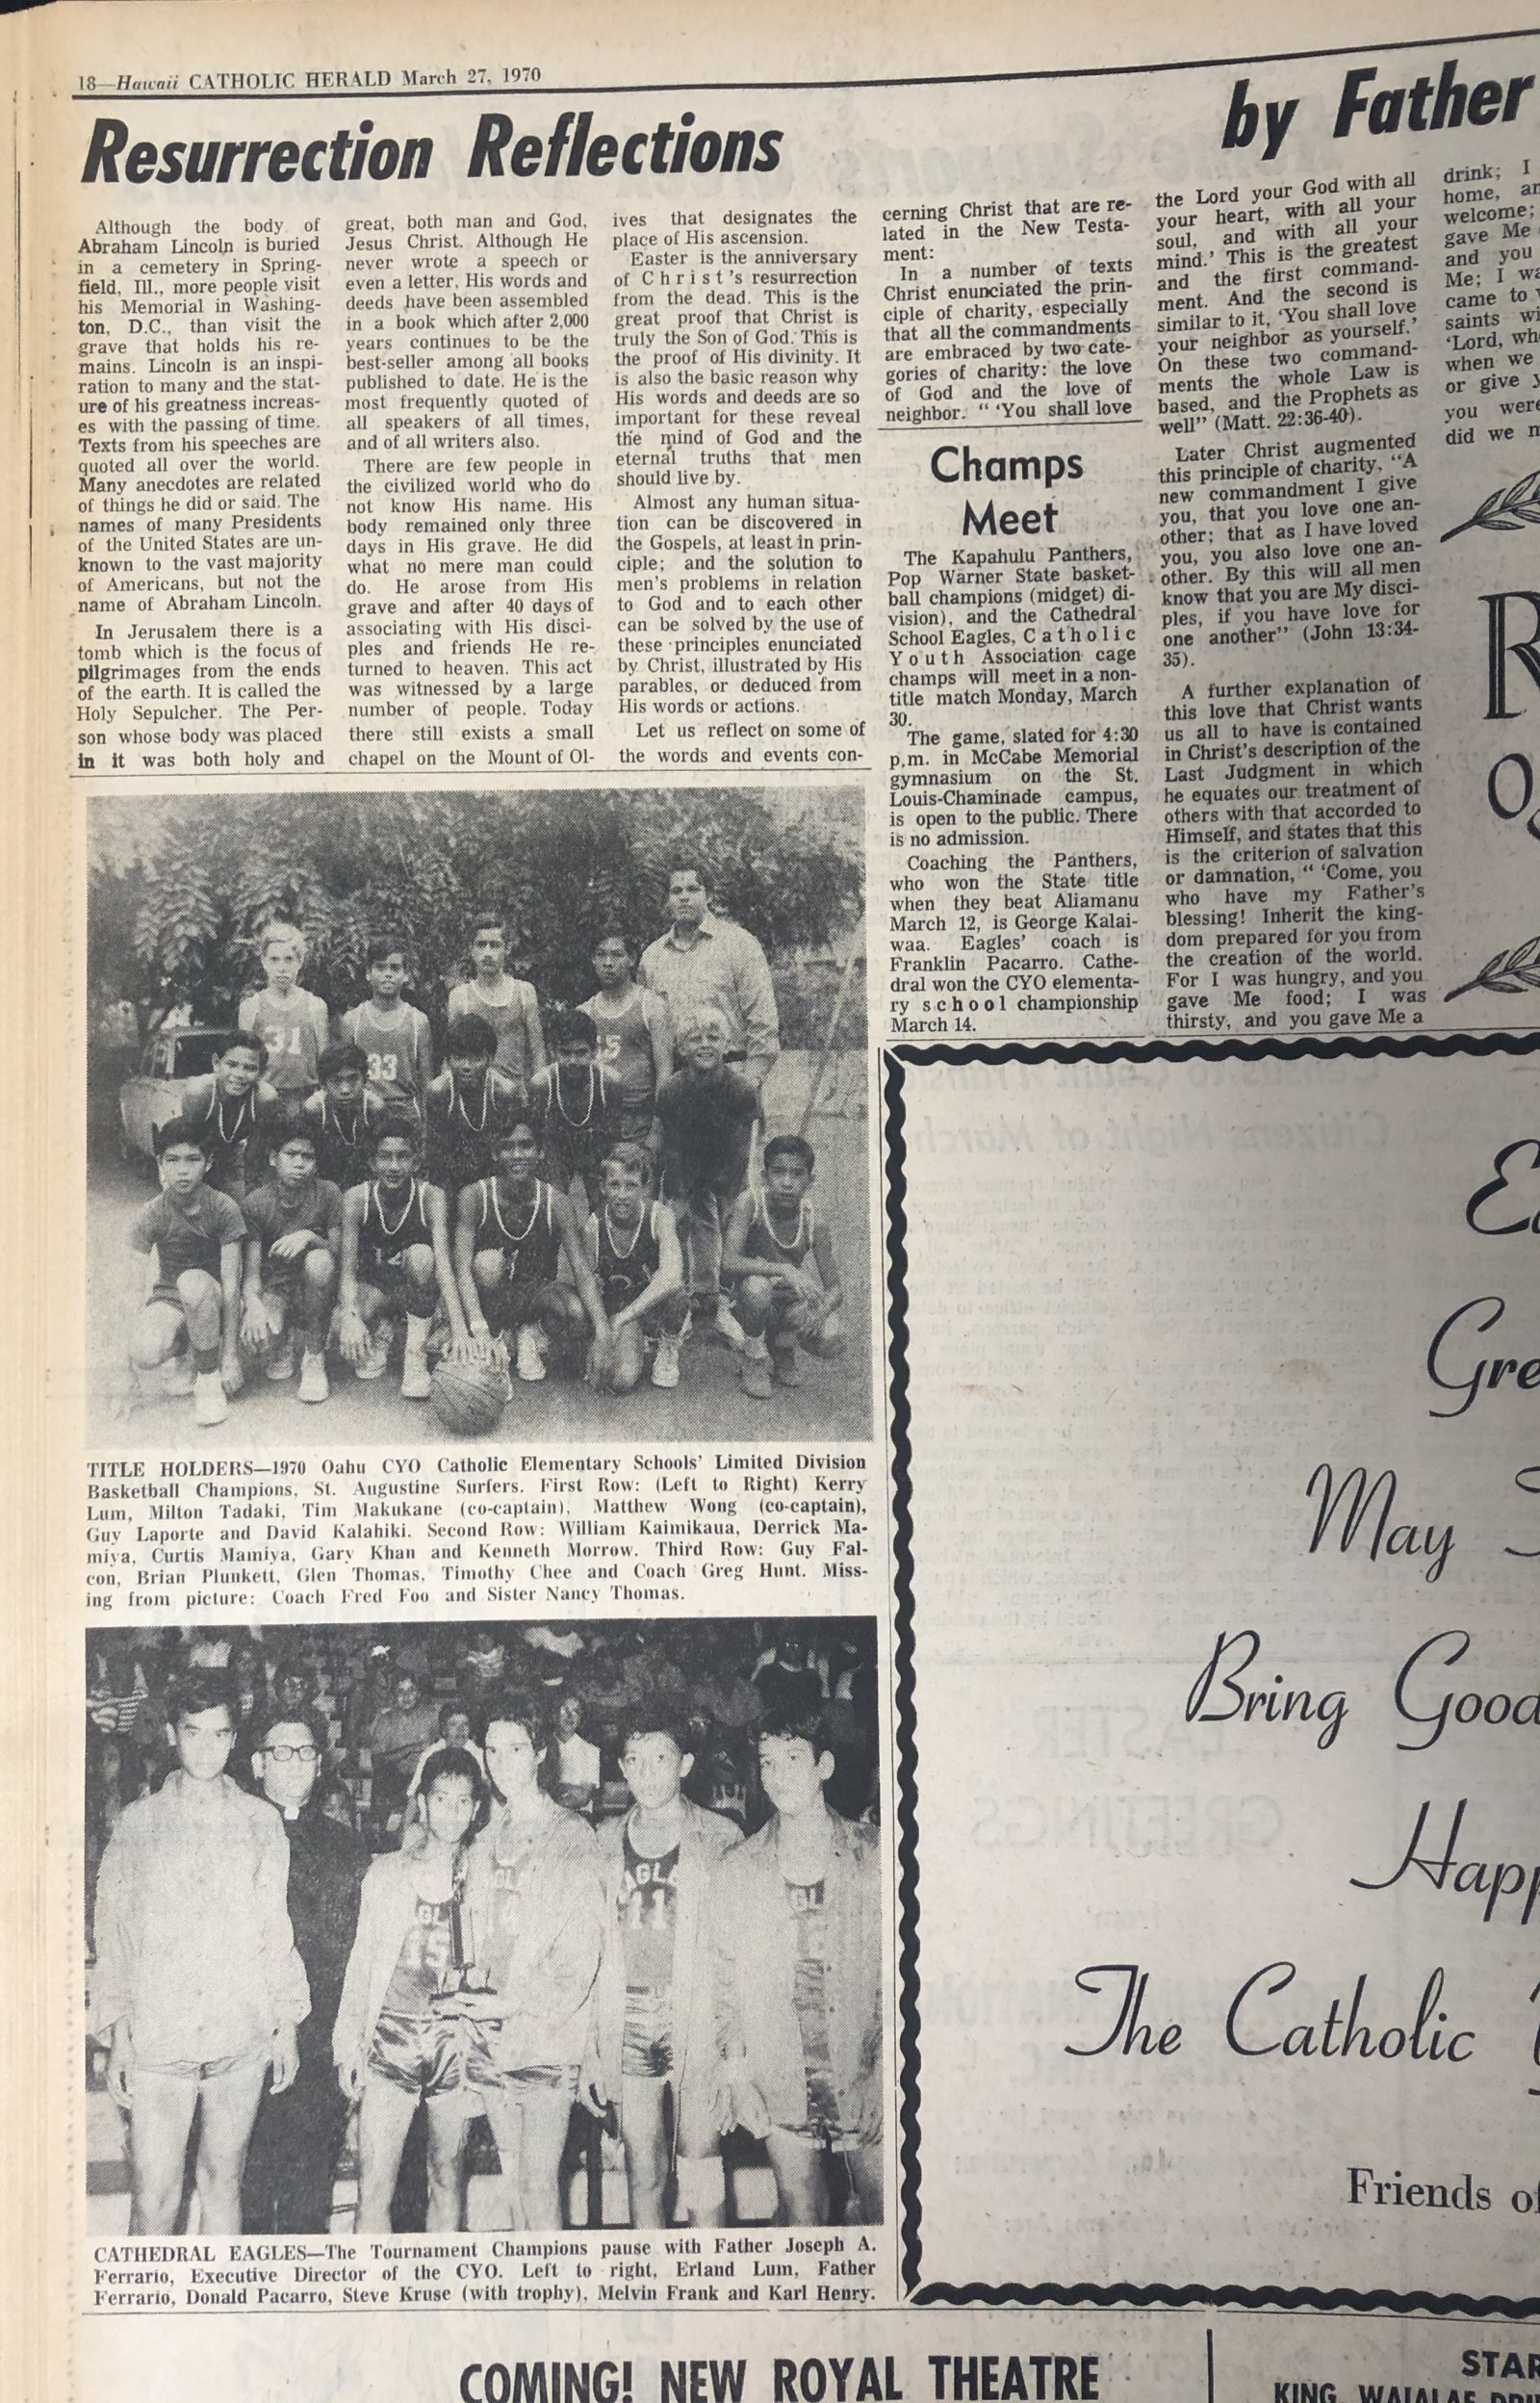 18—Hawaii CATHOLIC HERALD March 27, 1970
Resurrection Reflections
by Father
Although the body of
Abraham Lincoln is buried
in a cemetery in Spring-
field, Ill., more people visit
his Memorial in Washing-
ton, D.C., than visit the
grave that holds his re-
mains. Lincoln is an inspi-
ration to many and the stat-
ure of his greatness increas-
es with the passing of time.
Texts from his speeches are
quoted all over the world.
Many anecdotes are related
of things he did or said. The
names of many Presidents
of the United States are un-
known to the vast majority
of Americans, but not the
name of Abraham Lincoln.
In Jerusalem there is a
tomb which is the focus of
pilgrimages from the ends
of the earth. It is called the
Holy Sepulcher. The Per-
son whose body was placed
in it was both holy and
great, both man and God,
Jesus Christ. Although He
never wrote a speech or
even a letter, His words and
deeds have been assembled
in a book which after 2,000
years continues to be the
best-seller among all books
published to date. He is the
most frequently quoted of
all speakers of all times,
and of all writers also.
There are few people in
the civilized world who do
not know His name. His
body remained only three
days in His grave. He did
what no mere man could
do. He arose from His
grave and after 40 days of
associating with His disci-
ples and friends He re-
turned to heaven. This act
was witnessed by a large
number of people. Today
there still exists a small
chapel on the Mount of Ol-
ives that designates the
place of His ascension.
Easter is the anniversary
of Christ's resurrection
from the dead. This is the
great proof that Christ is
truly the Son of God. This is
the proof of His divinity. It
is also the basic reason why
His words and deeds are so
important for these reveal
the mind of God and the
eternal truths that men
should live by.
Almost any human situa-
tion can be discovered in
the Gospels, at least in prin-
ciple; and the solution to
men's problems in relation
to God and to each other
can be solved by the use of
these principles enunciated
by Christ, illustrated by His
parables, or deduced from
His words or actions.
Let us reflect on some of
the words and events con-
cerning Christ that are re-
lated in the New Testa-
ment:
In a number of texts
Christ enunciated the prin-
ciple of charity, especially
that all the commandments
are embraced by two cate-
gories of charity: the love
of God and the love of
neighbor. " 'You shall love
the Lord your God with all
your heart, with all your
soul, and with all your
mind.' This is the greatest
and the first command-
ment. And the second is
similar to it, 'You shall love
your neighbor as yourself.'
On these two command-
ments the whole Law is
based, and the Prophets as
well" (Matt. 22:36-40).
Later Christ augmented
this principle of charity, "A
new commandment I give
you, that you love one an-
other; that as I have loved
you, you also love one an-
other. By this will all men
know that you are My disci-
ples, if you have love for
one another" (John 13:34-
35).
A further explanation of
this love that Christ wants
us all to have is contained
in Christ's description of the
Last Judgment in which
he equates our treatment of
others with that accorded to
Himself, and states that this
is the criterion of salvation
or damnation, " 'Come, you
who have my Father's
blessing! Inherit the king-
dom prepared for you from
the creation of the world.
For I was hungry, and you
gave Me food; I was
thirsty, and you gave Me a
drink; I
home, an
welcome;
gave Me
and you
Me; I wa
came to
saints wi
'Lord, wh
when we
or give y
you were
did we m
Champs
Meet
The Kapahulu Panthers,
Pop Warner State basket-
ball champions (midget) di-
vision), and the Cathedral
School Eagles, Catholic
Youth Association cage
champs will meet in a non-
title match Monday, March
30.
The game, slated for 4:30
p.m. in McCabe Memorial
gymnasium on the St.
Louis-Chaminade campus,
is open to the public. There
is no admission.
Coaching the Panthers,
who won the State title
when they beat Aliamanu
March 12, is George Kalai-
waa. Eagles' coach is
Franklin Pacarro. Cathe-
dral won the CYO elementa-
ry school championship
March 14.
31
33
TITLE HOLDERS—1970 Oahu CYO Catholic Elementary Schools' Limited Division
Basketball Champions, St. Augustine Surfers. First Row: (Left to Right) Kerry
Lum, Milton Tadaki, Tim Makukane (co-captain), Matthew Wong (co-captain),
Guy Laporte and David Kalahiki. Second Row: William Kaimikaua, Derrick Ma-
miya, Curtis Mamiya, Gary Khan and Kenneth Morrow. Third Row: Guy Fal-
con, Brian Plunkett, Glen Thomas, Timothy Chee and Coach Greg Hunt. Miss-
ing from picture: Coach Fred Foo and Sister Nancy Thomas.
AGL
11
CATHEDRAL EAGLES—The Tournament Champions pause with Father Joseph A.
Ferrario, Executive Director of the CYO. Left to right, Erland Lum, Father
Ferrario, Donald Pacarro, Steve Kruse (with trophy), Melvin Frank and Karl Henry.
R
Gre
May
Bring Good
Happ
The Catholic
Friends of
COMING! NEW ROYAL THEATRE
STAR
KING WAIALAE DR